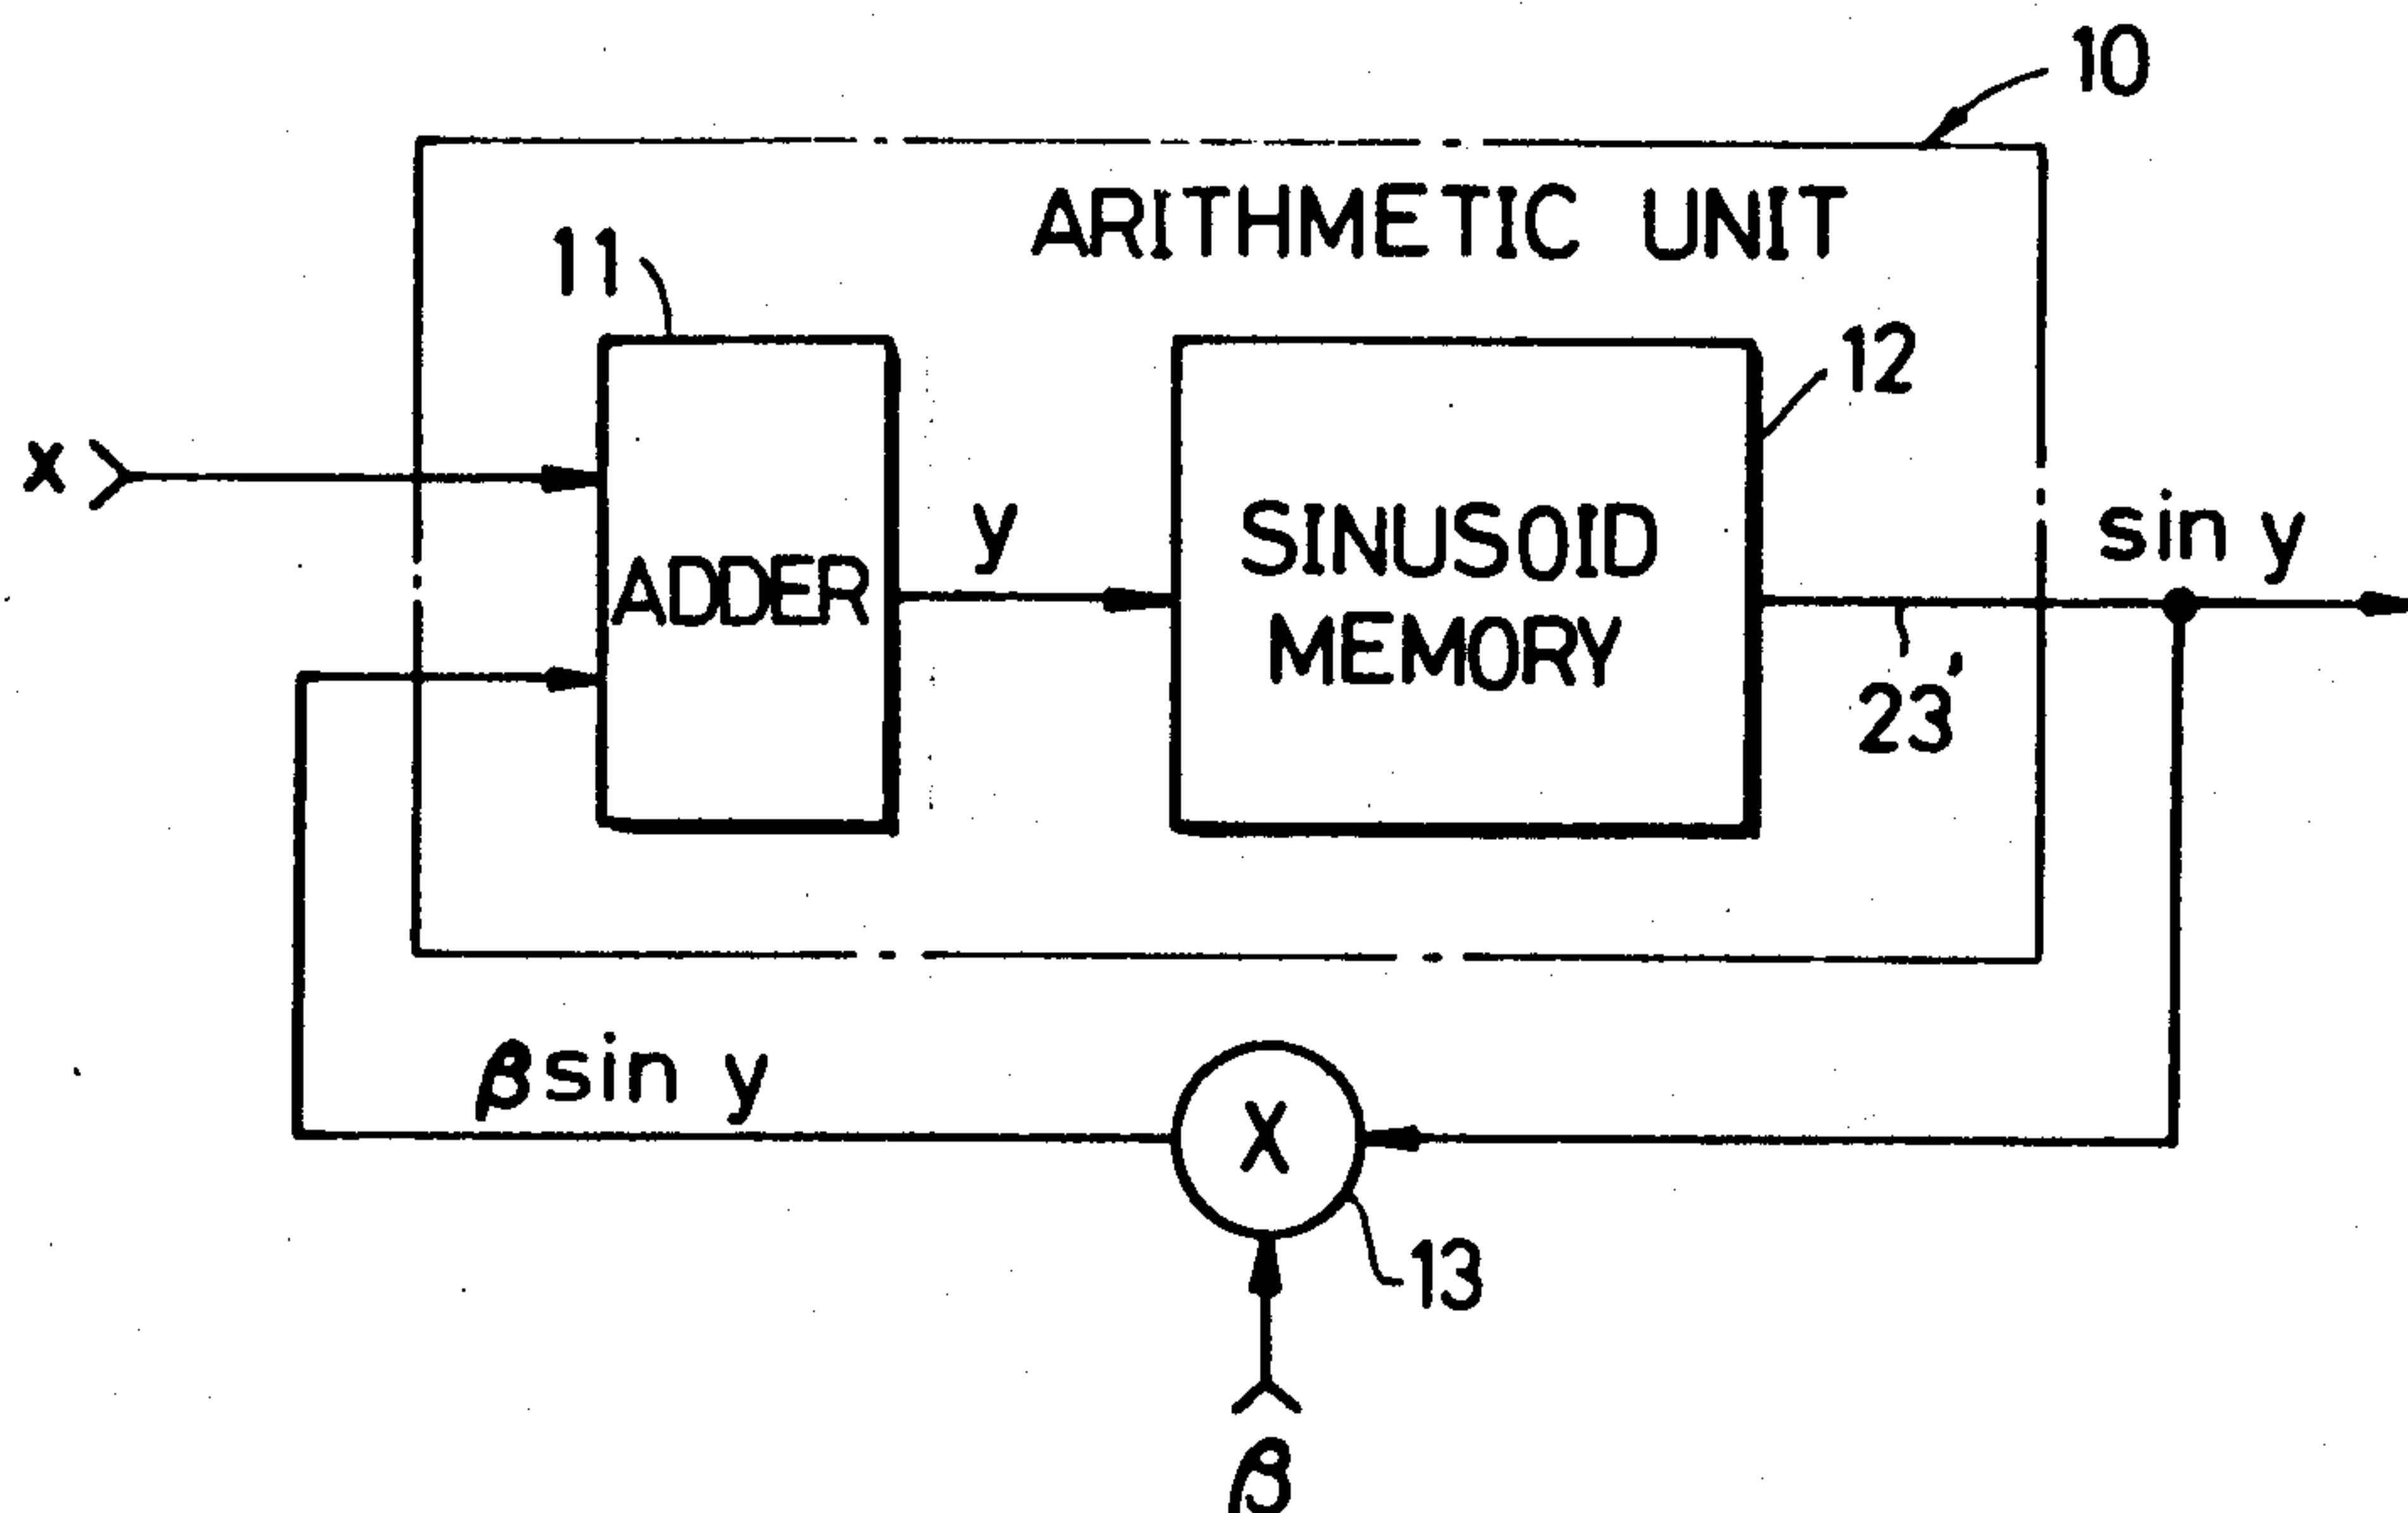 10
ARITHMETIC UNIT
11
12
x
ADDER
y
SINUSOID
MEMORY
sin y
23'
βsin y
X
13
β